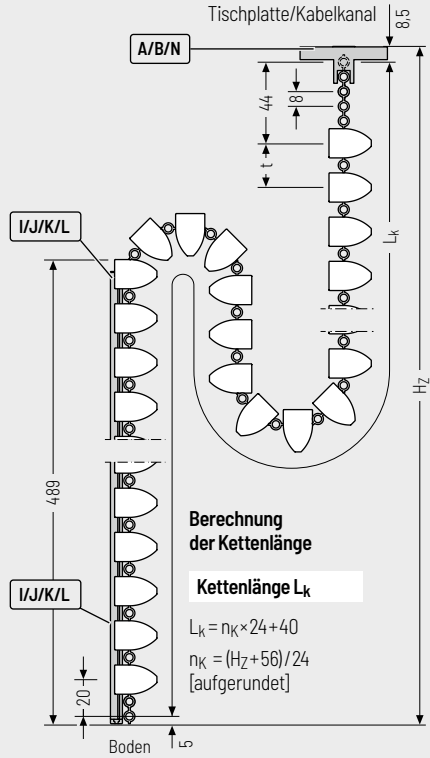 Tischplatte/Kabelkanal
8,5
A/B/N
44
8
t
Lk
I/J/K/L
HZ
489
Berechnung
der Kettenlänge
Kettenlänge Lk
I/J/K/L
Lk = nK×24+40
nK = (HZ+56)/24
[aufgerundet]
20
Boden
5